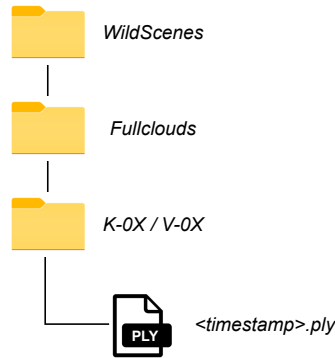 WildScenes
Fullclouds
K-0X / V-0X
PLY
<timestamp>.ply